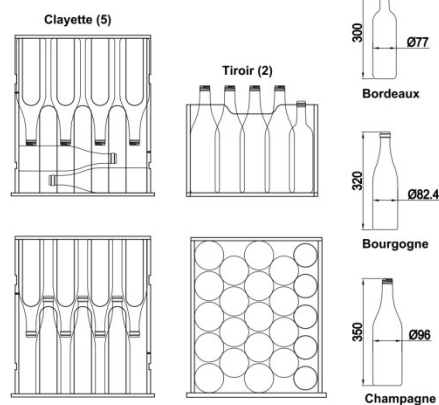 Clayette (5)
Tiroir (2)
300
Ø77
Bordeaux
320
Ø82.4
Bourgogne
350
Ø96
Champagne